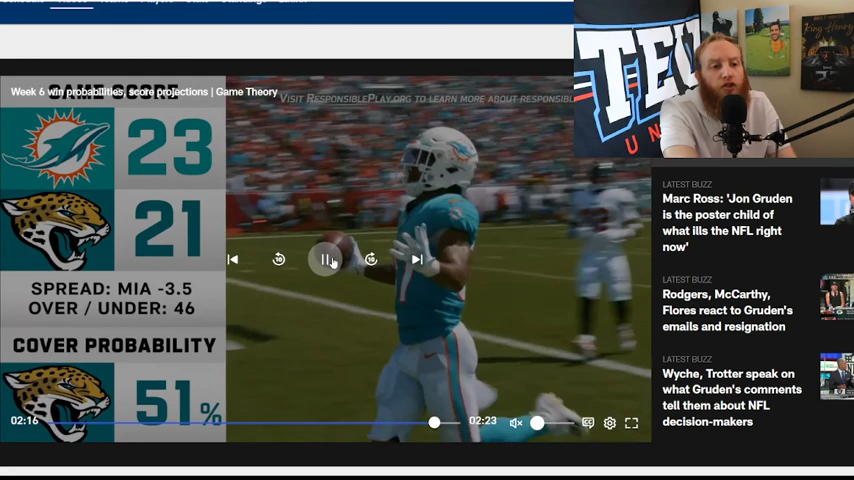 Week 6 win probabilities, score projections | Game Theory
GAME SCORE
VISIT RESPONSIBLEPLAY.ORG TO LEARN MORE ABOUT RESPONSIBL
23
21
SPREAD: MIA -3.5
OVER / UNDER: 46
COVER PROBABILITY
51%
10
10
02:16
02:23
LATEST BUZZ
Marc Ross: 'Jon Gruden
is the poster child of
what ills the NFL right
now'
LATEST BUZZ
Rodgers, McCarthy,
Flores react to Gruden's
emails and resignation
LATEST BUZZ
Wyche, Trotter speak on
what Gruden's comments
tell them about NFL
decision-makers